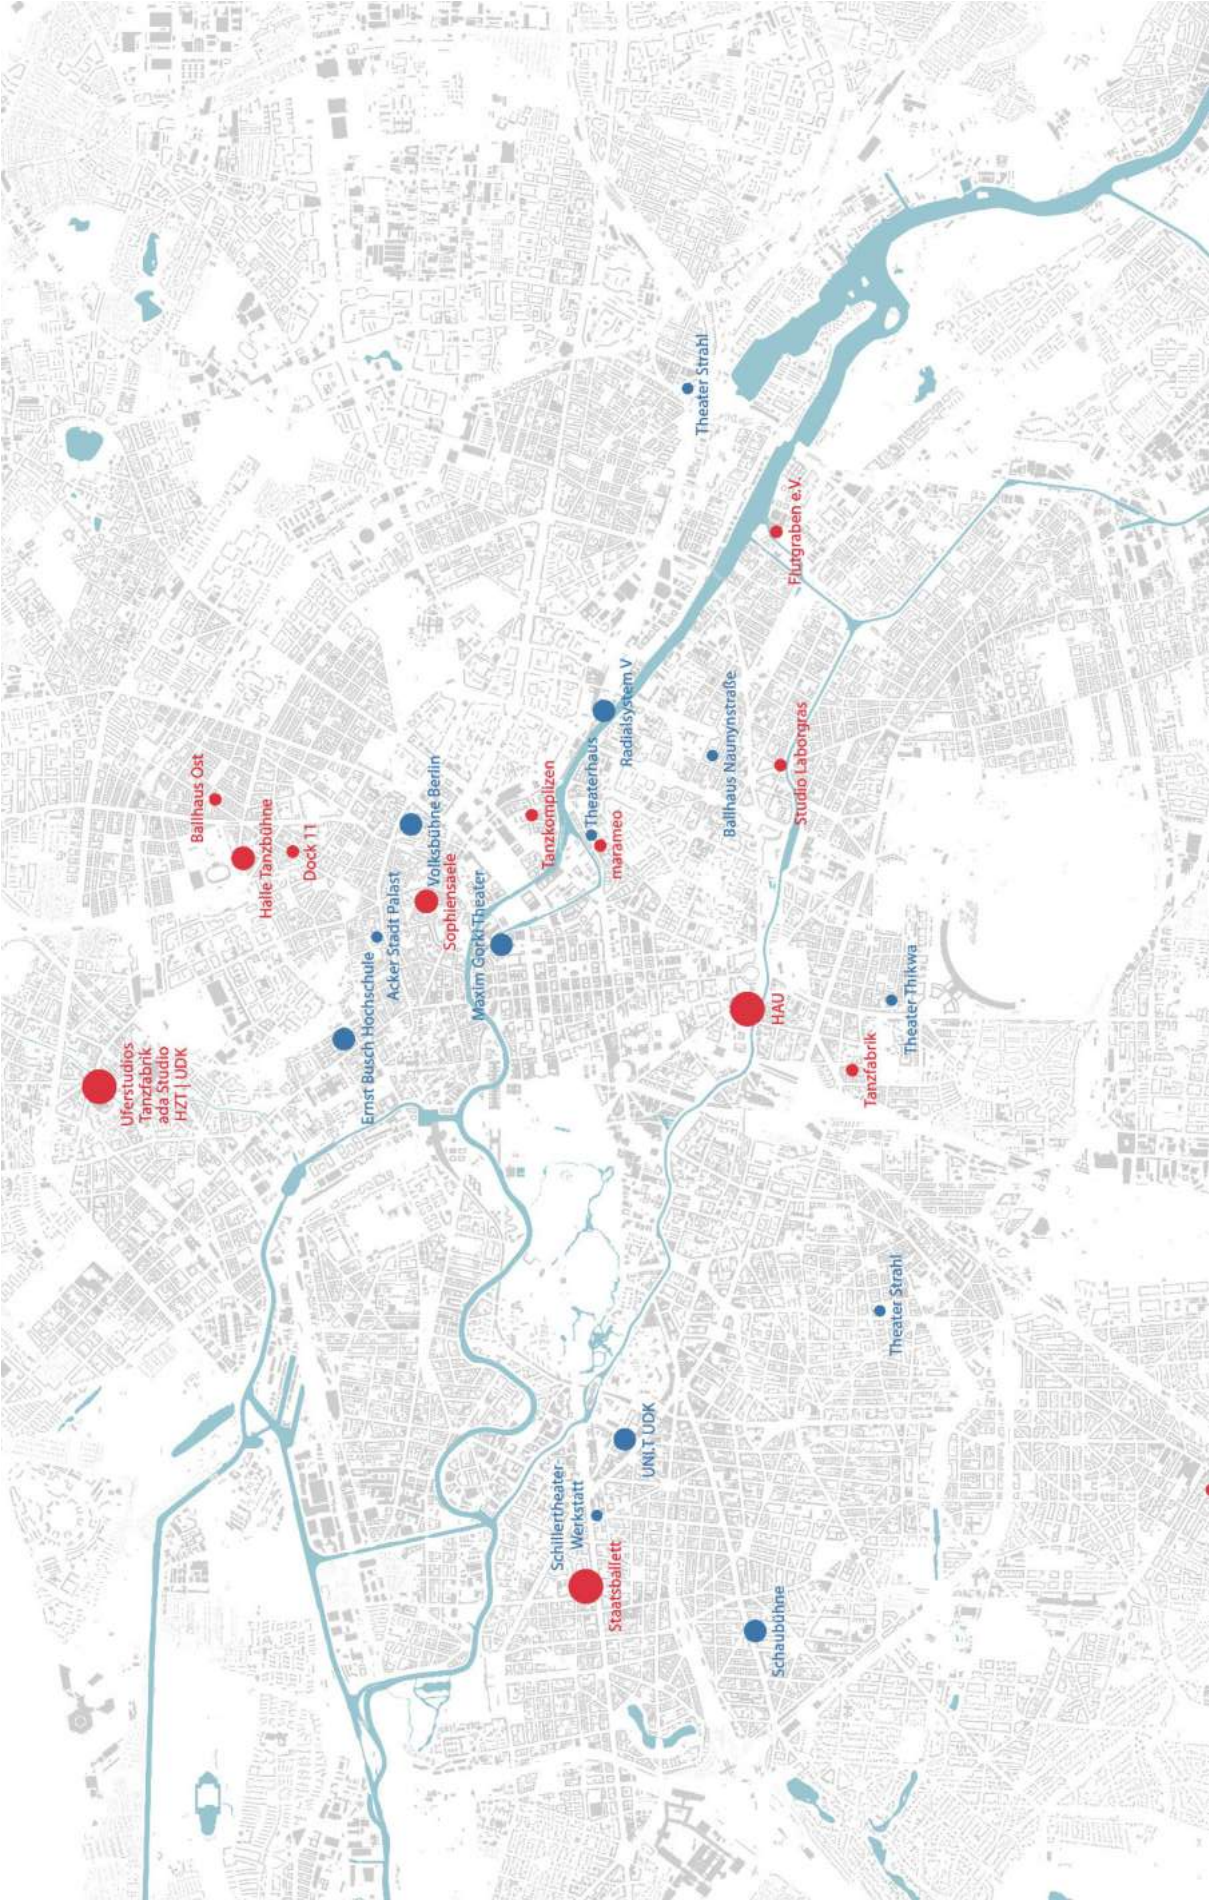 Uferstudios
Tanzfabrik
ada Studio
HZT | UDK
Ballhaus Ost
Halle Tanzbühne
Dock 11
Ernst Busch Hochschule
Acker Stadt Palast
Volksbühne Berlin
Sophiensaele
Maxim Gorki Theater
Tanzkomplizen
Theaterhaus
marameo
Radialsystem V
Theater Strahl
Ballhaus Naunynstraße
Flutgraben e.V.
Studio Laborgras
HAU
Tanzfabrik
Theater Thikwa
Theater Strahl
Schillertheater-
Werkstatt
UNI.T UDK
Staatsballett
Schaubühne